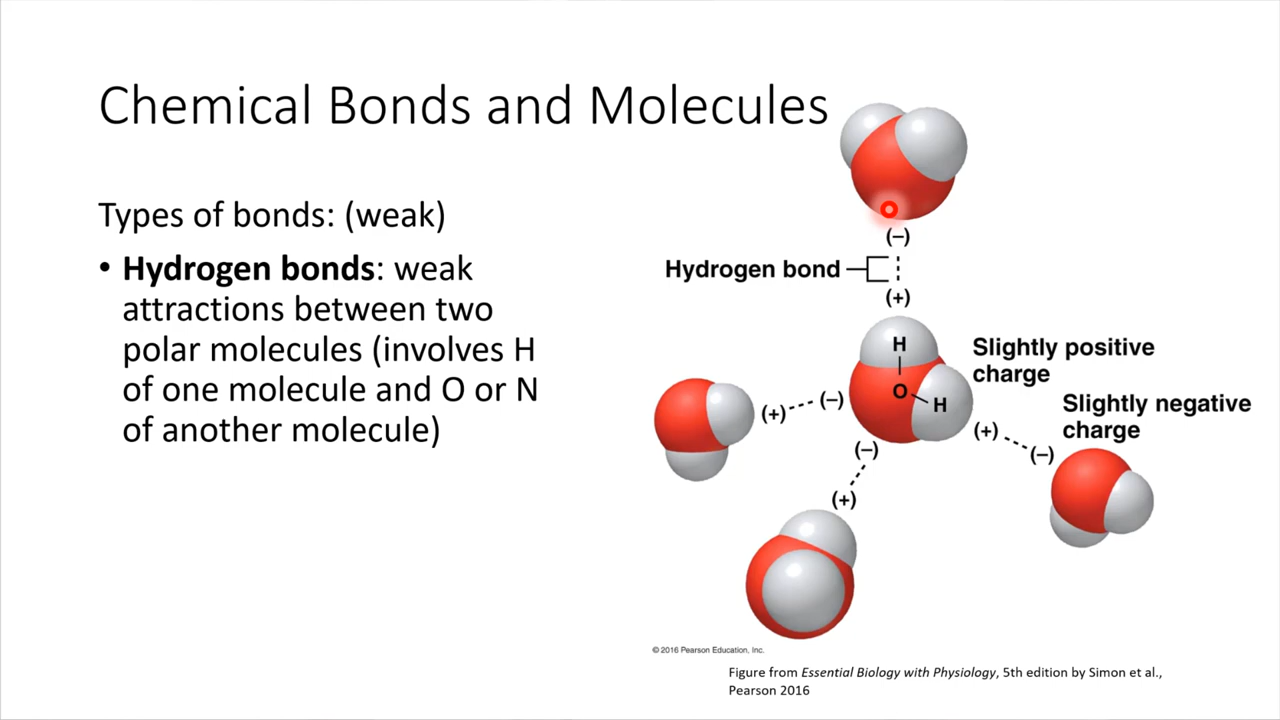 Chemical Bonds and Molecules
Types of bonds: (weak)
• Hydrogen bonds: weak
attractions between two
polar molecules (involves H
of one molecule and O or N
of another molecule)
(–)
Hydrogen bond
(+)
H
O
H
Slightly positive
charge
Slightly negative
charge
(+)
(–)
(+)
(–)
(–)
(+)
© 2016 Pearson Education, Inc.
Figure from Essential Biology with Physiology, 5th edition by Simon et al.,
Pearson 2016